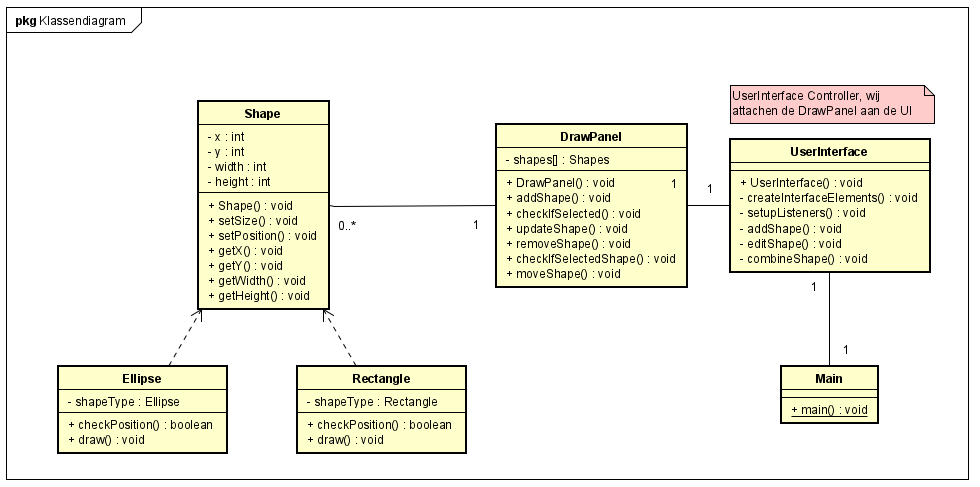 pkg Klassendiagram
UserInterface Controller, wij
attachen de DrawPanel aan de UI
Shape
- x : int
- y : int
- width : int
- height : int
+ Shape() : void
+ setSize() : void
+ setPosition() : void
+ getX() : void
+ getY() : void
+ getWidth() : void
+ getHeight() : void
0..*
1
DrawPanel
- shapes[] : Shapes
+ DrawPanel() : void
+ addShape() : void
+ checkIfSelected() : void
+ updateShape() : void
+ removeShape() : void
+ checkIfSelectedShape() : void
+ moveShape() : void
1
1
UserInterface
+ UserInterface() : void
- createInterfaceElements() : void
- setupListeners() : void
- addShape() : void
- editShape() : void
- combineShape() : void
1
1
Ellipse
- shapeType : Ellipse
+ checkPosition() : boolean
+ draw() : void
Rectangle
- shapeType : Rectangle
+ checkPosition() : boolean
+ draw() : void
Main
+ main() : void